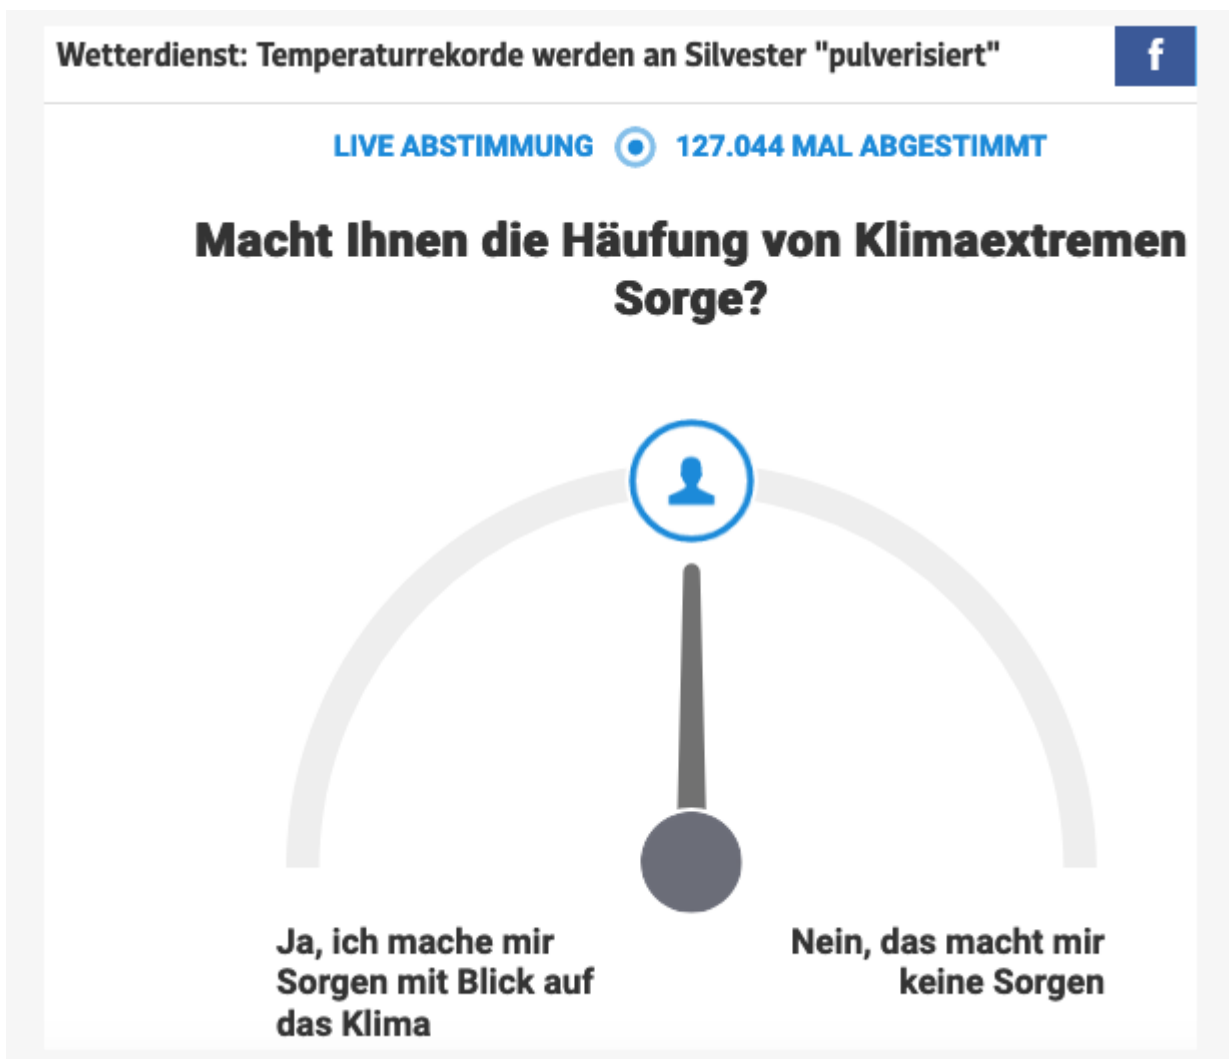 Wetterdienst: Temperaturrekorde werden an Silvester "pulverisiert"
f
LIVE ABSTIMMUNG 127.044 MAL ABGESTIMMT
Macht Ihnen die Häufung von Klimaextremen
Sorge?
Ja, ich mache mir
Sorgen mit Blick auf
das Klima
Nein, das macht mir
keine Sorgen